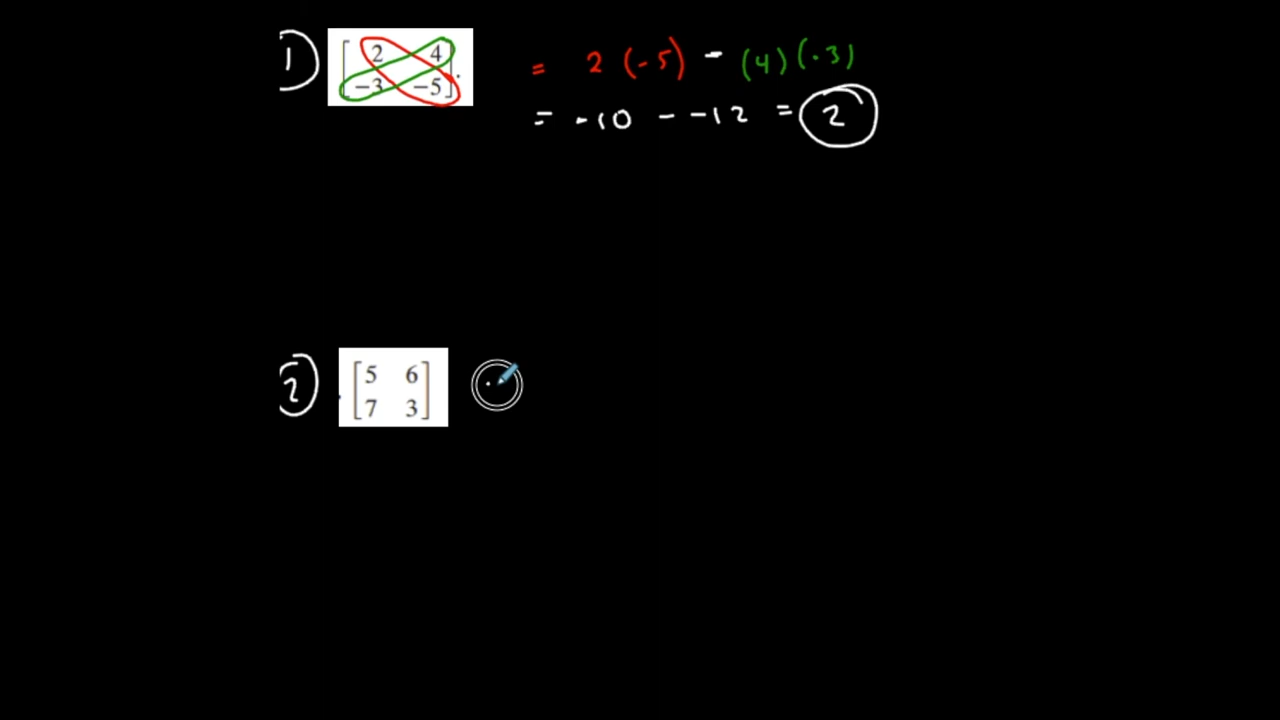 1) [ 2 4 = 2 (-5) - (4)(-3)
-3 -5 ].
= -10 - -12 = 2
2) . [ 5 6
7 3 ]